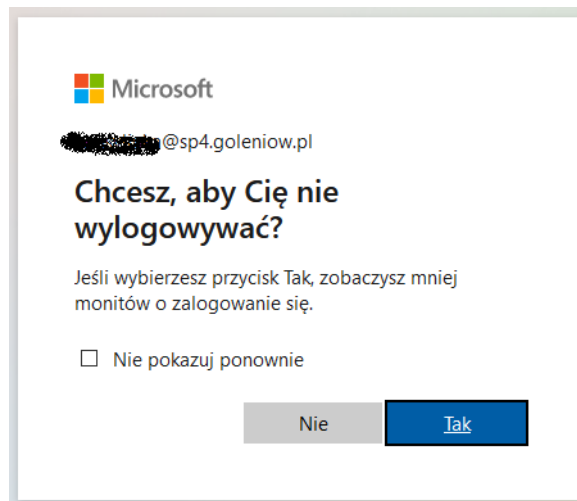 Microsoft
@sp4.goleniow.pl
Chcesz, aby Cię nie
wylogowywać?
Jeśli wybierzesz przycisk Tak, zobaczysz mniej
monitów o zalogowanie się.
Nie pokazuj ponownie
Nie Tak